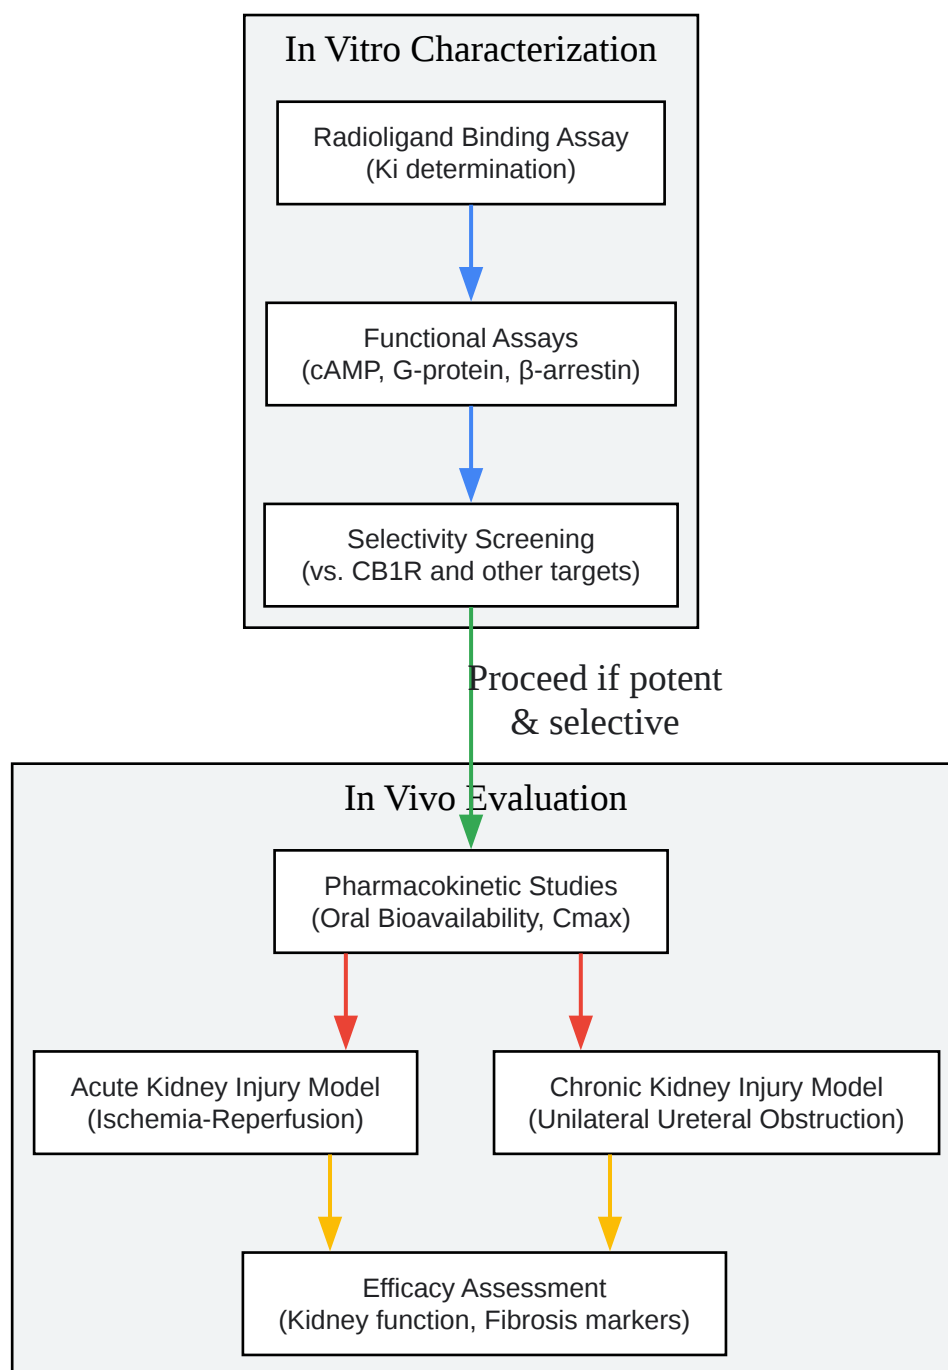 In Vitro Characterization
Radioligand Binding Assay
(Ki determination)
Functional Assays
(cAMP, G-protein, β-arrestin)
Selectivity Screening
(vs. CB1R and other targets)
Proceed if potent
& selective
In Vivo Evaluation
Pharmacokinetic Studies
(Oral Bioavailability, Cmax)
Acute Kidney Injury Model
(Ischemia-Reperfusion)
Chronic Kidney Injury Model
(Unilateral Ureteral Obstruction)
Efficacy Assessment
(Kidney function, Fibrosis markers)